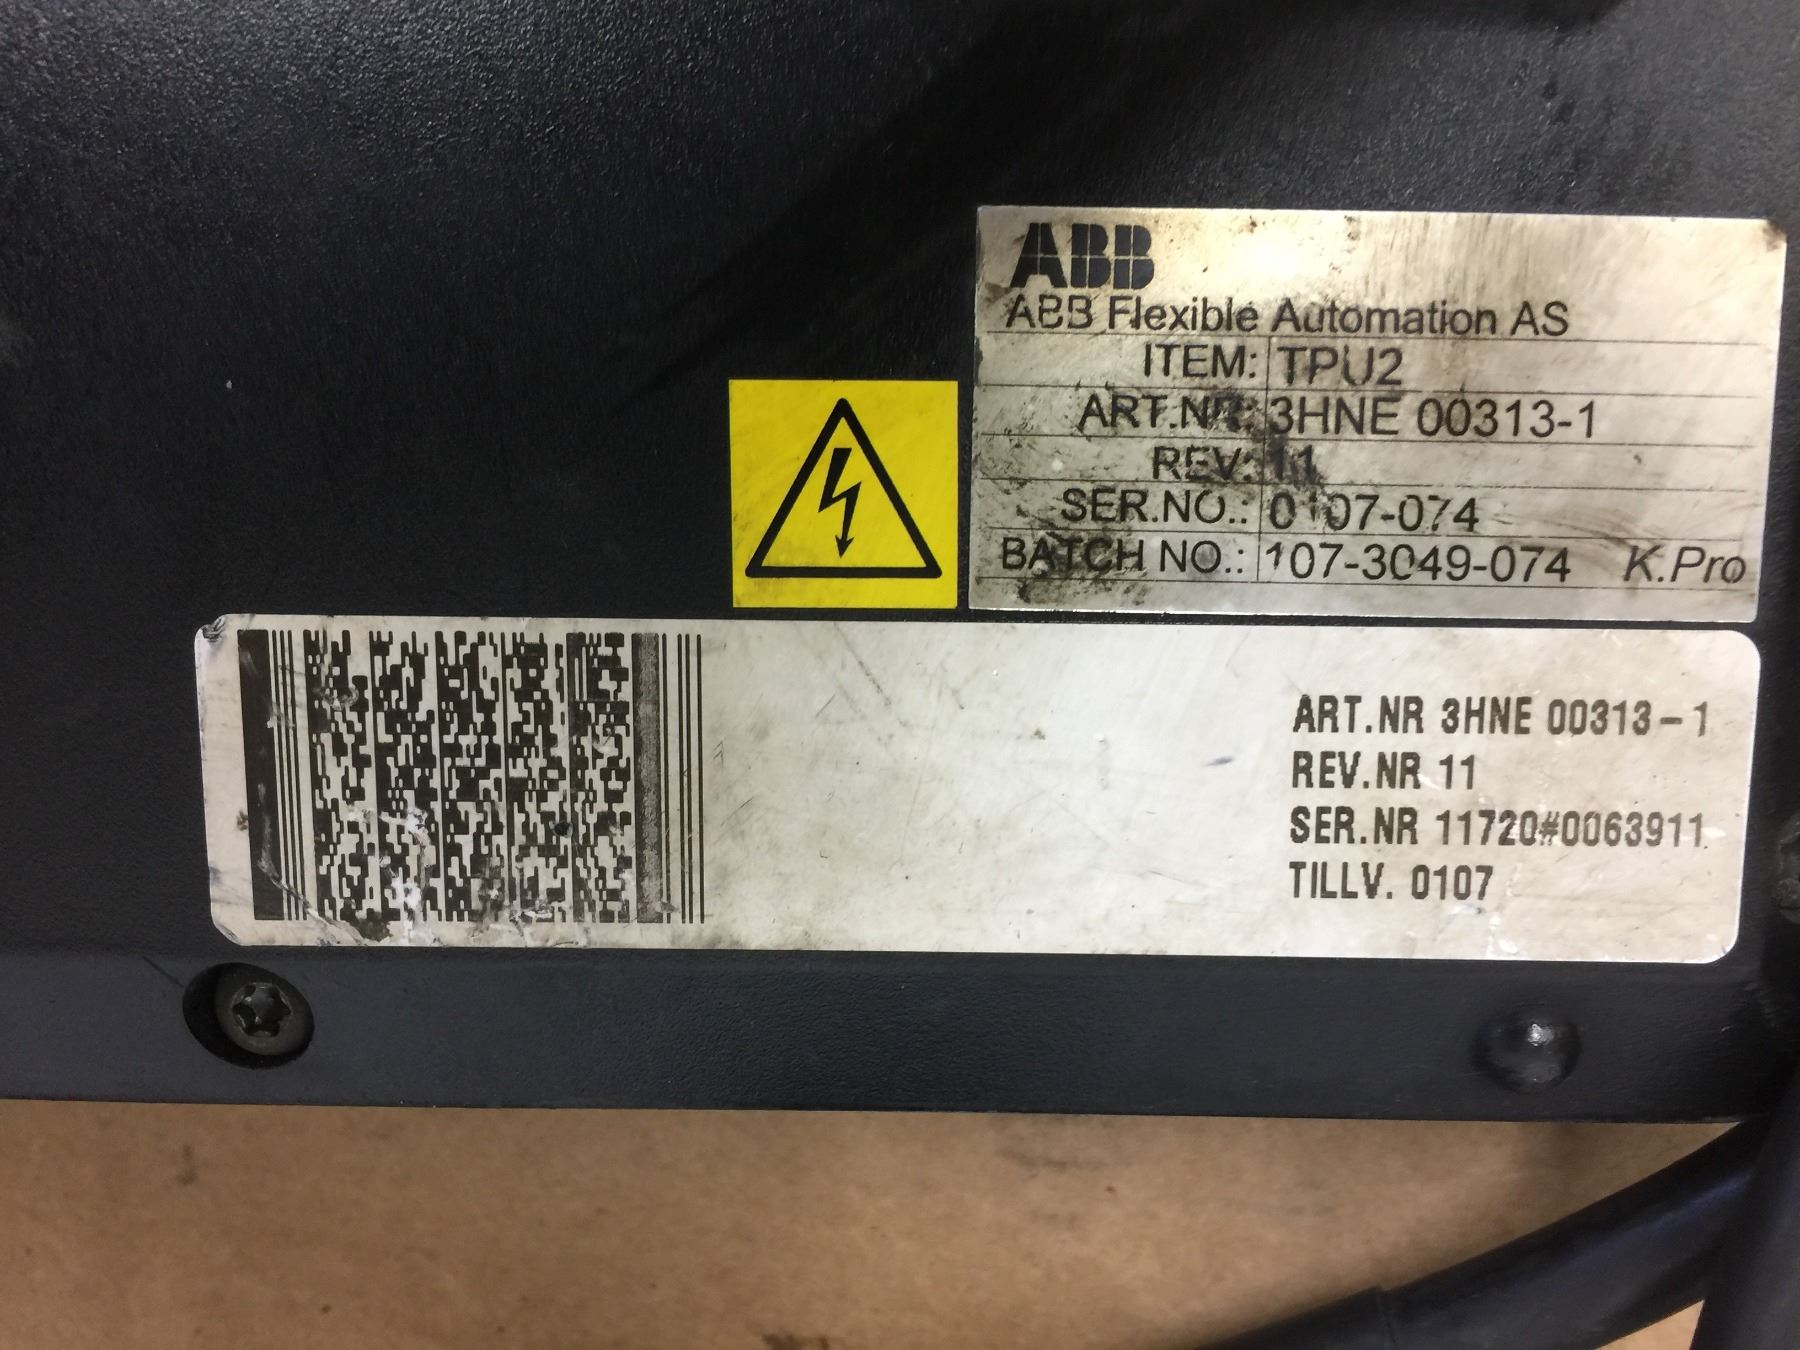 ABB
ABB Flexible Automation AS
ITEM: TPU2
ART.NR: 3HNE 00313-1
REV: 11
SER.NO.: 0107-074
BATCH NO.: 107-3049-074 K.Pro
ART.NR 3HNE 00313-1
REV.NR 11
SER.NR 11720#0063911
TILLV. 0107